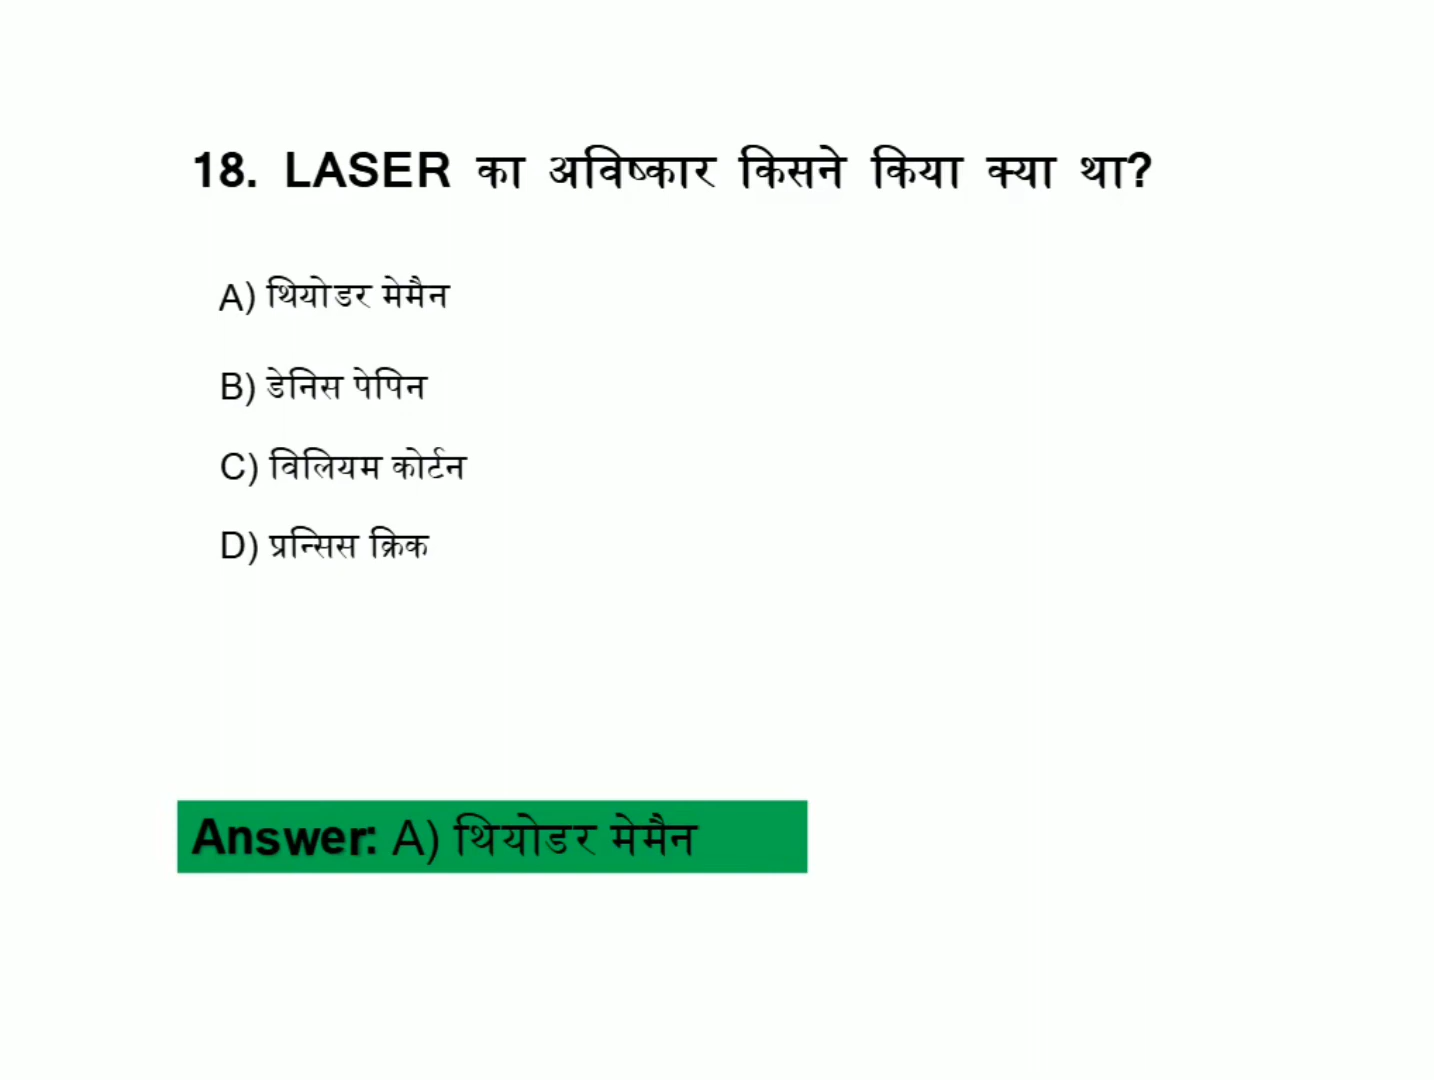 18. LASER का अविष्कार किसने किया क्या था?
A) थियोडर मेमैन
B) डेनिस पेपिन
C) विलियम कोर्टन
D) प्रन्सिस क्रिक
Answer: A) थियोडर मेमैन